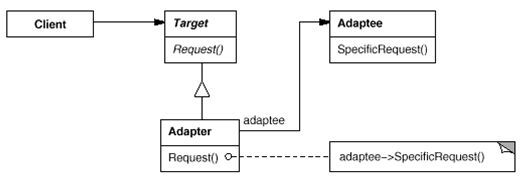 Client
Target
Request()
Adaptee
SpecificRequest()
adaptee
Adapter
Request()
adaptee->SpecificRequest()